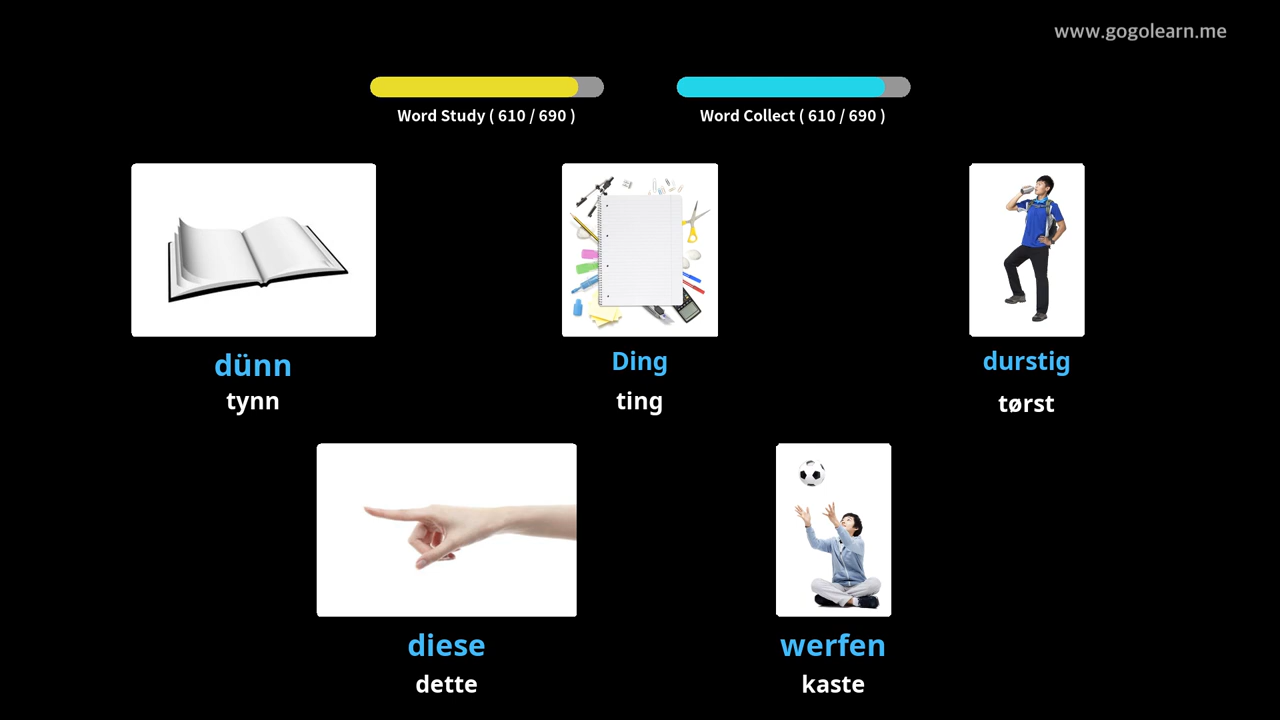 www.gogolearn.me
Word Study ( 610 / 690 )
Word Collect ( 610 / 690 )
dünn
tynn
Ding
ting
durstig
tørst
diese
dette
werfen
kaste